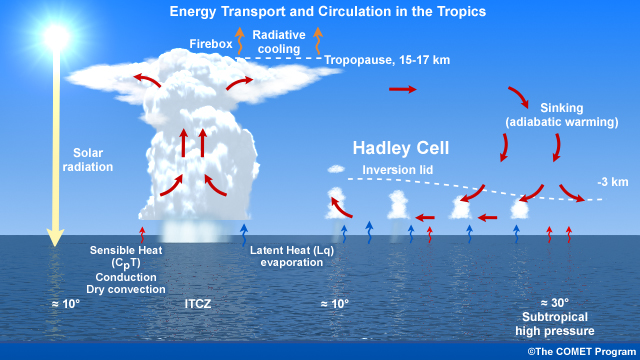 Energy Transport and Circulation in the Tropics
Firebox
Radiative
cooling
Tropopause, 15-17 km
Sinking
(adiabatic warming)
Solar
radiation
Hadley Cell
Inversion lid
-3 km
Sensible Heat
(CpT)
Conduction
Dry convection
Latent Heat (Lq)
evaporation
≈ 10°
ITCZ
≈ 10°
≈ 30°
Subtropical
high pressure
©The COMET Program